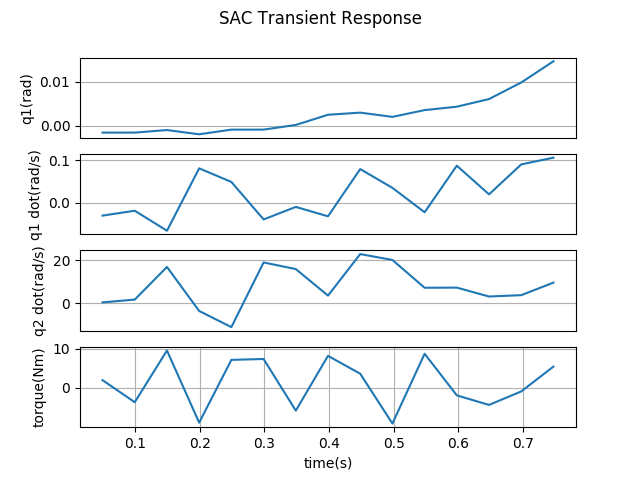 SAC Transient Response
q1(rad)
0.01
0.00
q1 dot(rad/s)
0.1
0.0
q2 dot(rad/s)
20
0
torque(Nm)
10
0
0.1 0.2 0.3 0.4 0.5 0.6 0.7
time(s)